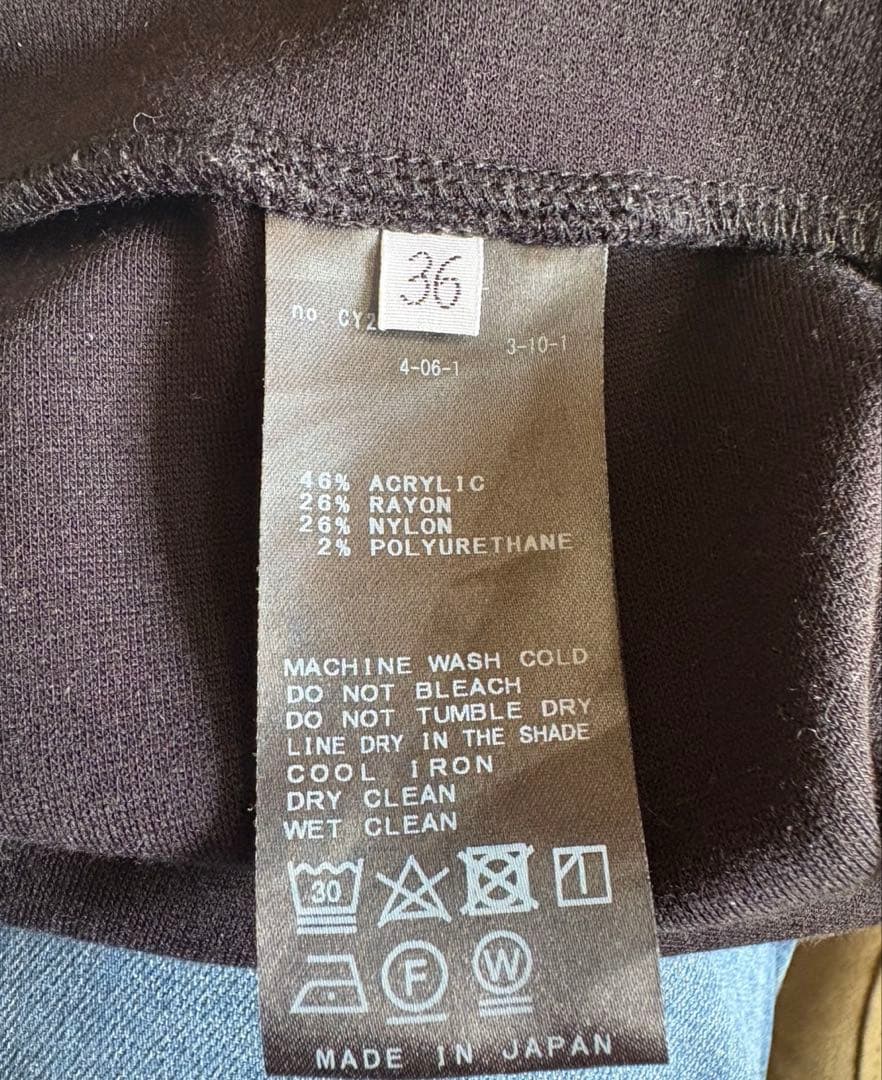 36
no CY2
3-10-1
4-06-1
46% ACRYLIC
26% RAYON
26% NYLON
2% POLYURETHANE
MACHINE WASH COLD
DO NOT BLEACH
DO NOT TUMBLE DRY
LINE DRY IN THE SHADE
COOL IRON
DRY CLEAN
WET CLEAN
30
F W
MADE IN JAPAN